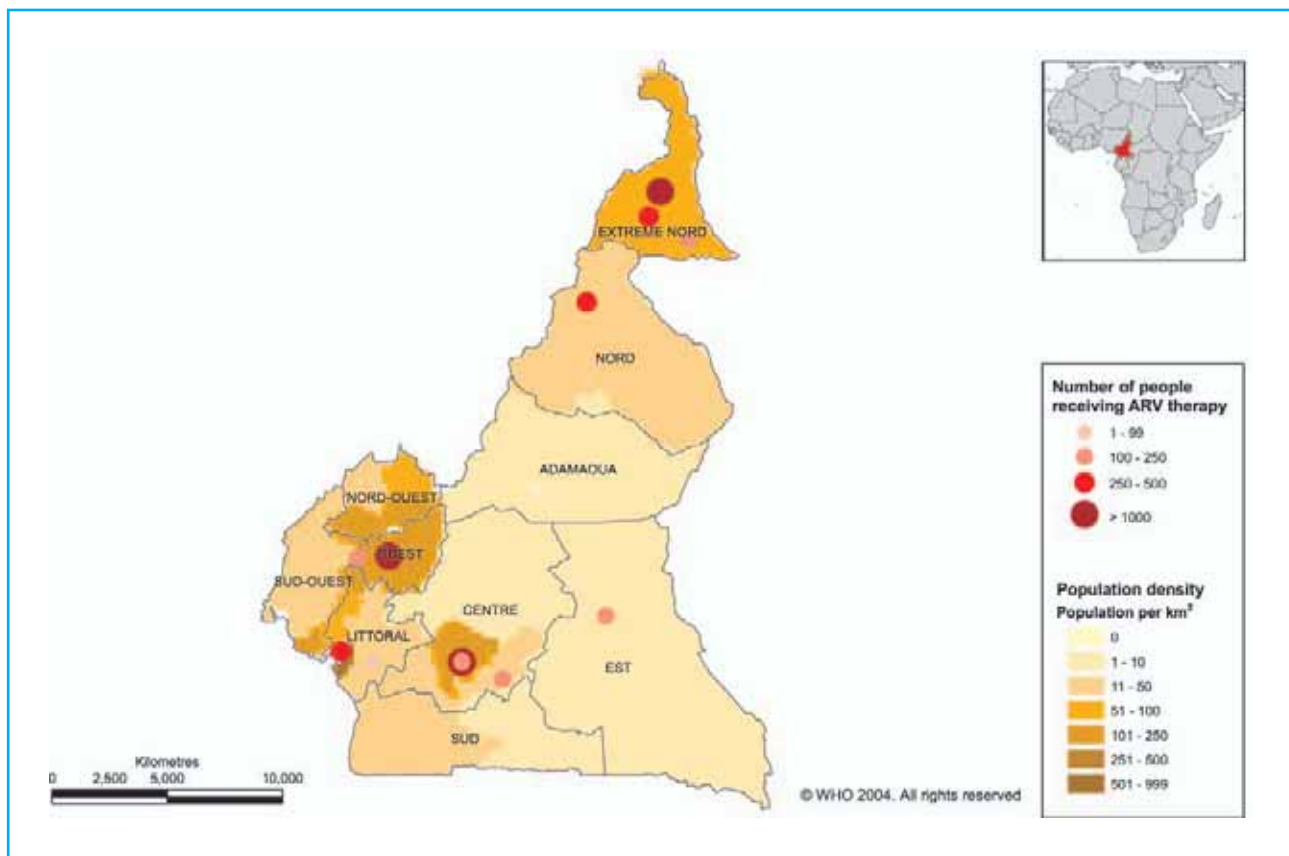 EXTREME NORD
NORD
ADAMAOUA
NORD-OUEST
OUEST
SUD-OUEST
CENTRE
LITTORAL
EST
SUD
Kilometres
0 2,500 5,000 10,000
© WHO 2004. All rights reserved
Number of people
receiving ARV therapy
1 - 99
100 - 250
250 - 500
> 1000
Population density
Population per km²
0
1 - 10
11 - 50
51 - 100
101 - 250
251 - 500
501 - 999